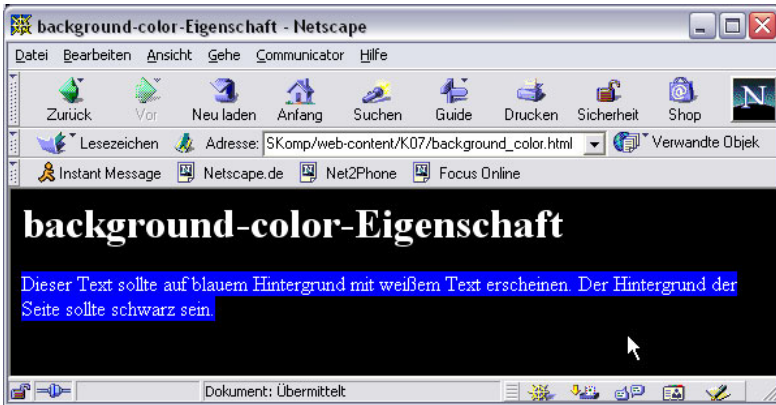 background-color-Eigenschaft - Netscape
Datei Bearbeiten Ansicht Gehe Communicator Hilfe
Zurück Vor Neu laden Anfang Suchen Guide Drucken Sicherheit Shop N
Lesezeichen Adresse: SKomp/web-content/K07/background_color.html Verwandte Objek
Instant Message Netscape.de Net2Phone Focus Online
background-color-Eigenschaft
Dieser Text sollte auf blauem Hintergrund mit weißem Text erscheinen. Der Hintergrund der
Seite sollte schwarz sein.
Dokument: Übermittelt